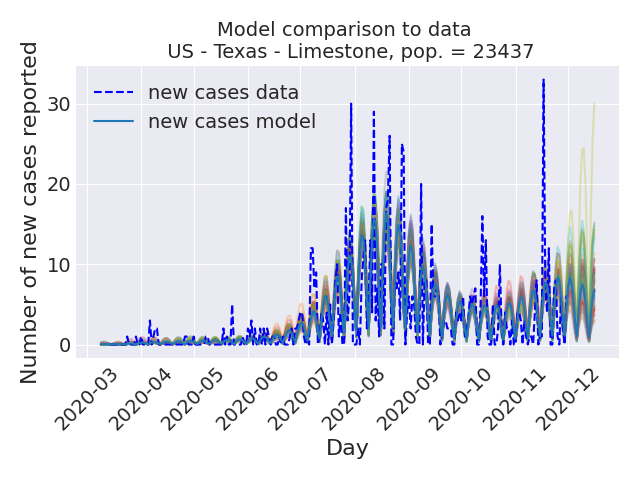 Model comparison to data
US - Texas - Limestone, pop. = 23437
Number of new cases reported
30
20
10
0
new cases data
new cases model
2020-03
2020-04
2020-05
2020-06
2020-07
2020-08
2020-09
2020-10
2020-11
2020-12
Day